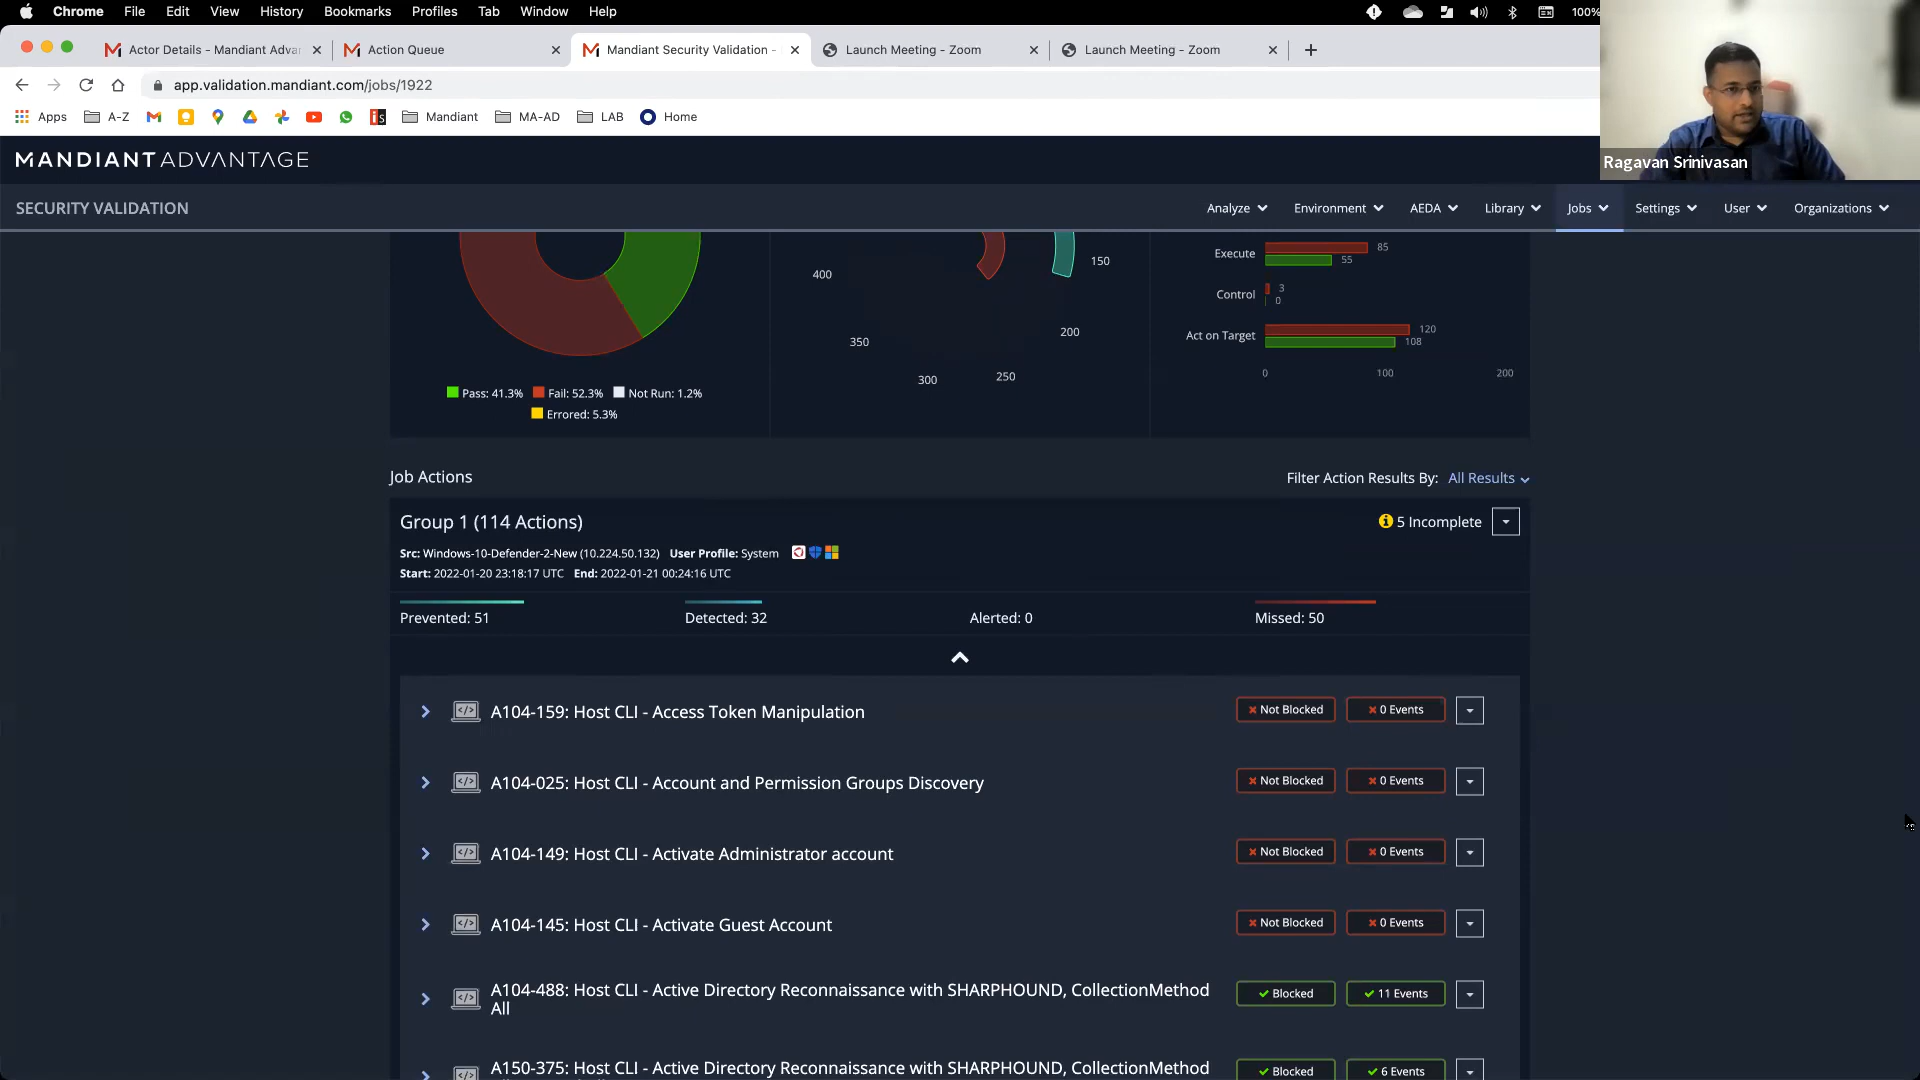 Chrome File Edit View History Bookmarks Profiles Tab Window Help 100%
Actor Details - Mandiant Adva
Action Queue
Mandiant Security Validation -
Launch Meeting - Zoom
Launch Meeting - Zoom
app.validation.mandiant.com/jobs/1922
Apps A-Z Mandiant MA-AD LAB Home
Ragavan Srinivasan
MANDIANT ADVANTAGE
SECURITY VALIDATION
Analyze Environment AEDA Library Jobs Settings User Organizations
Pass: 41.3% Fail: 52.3% Not Run: 1.2%
Errored: 5.3%
150
200
250
300
350
400
Execute 85
55
Control 3
0
Act on Target 120
108
0 100 200
Job Actions
Filter Action Results By: All Results
Group 1 (114 Actions)
5 Incomplete
Src: Windows-10-Defender-2-New (10.224.50.132) User Profile: System
Start: 2022-01-20 23:18:17 UTC End: 2022-01-21 00:24:16 UTC
Prevented: 51 Detected: 32 Alerted: 0 Missed: 50
A104-159: Host CLI - Access Token Manipulation Not Blocked 0 Events
A104-025: Host CLI - Account and Permission Groups Discovery Not Blocked 0 Events
A104-149: Host CLI - Activate Administrator account Not Blocked 0 Events
A104-145: Host CLI - Activate Guest Account Not Blocked 0 Events
A104-488: Host CLI - Active Directory Reconnaissance with SHARPHOUND, CollectionMethod
All
Blocked 11 Events
A150-375: Host CLI - Active Directory Reconnaissance with SHARPHOUND, CollectionMethod
Blocked 6 Events